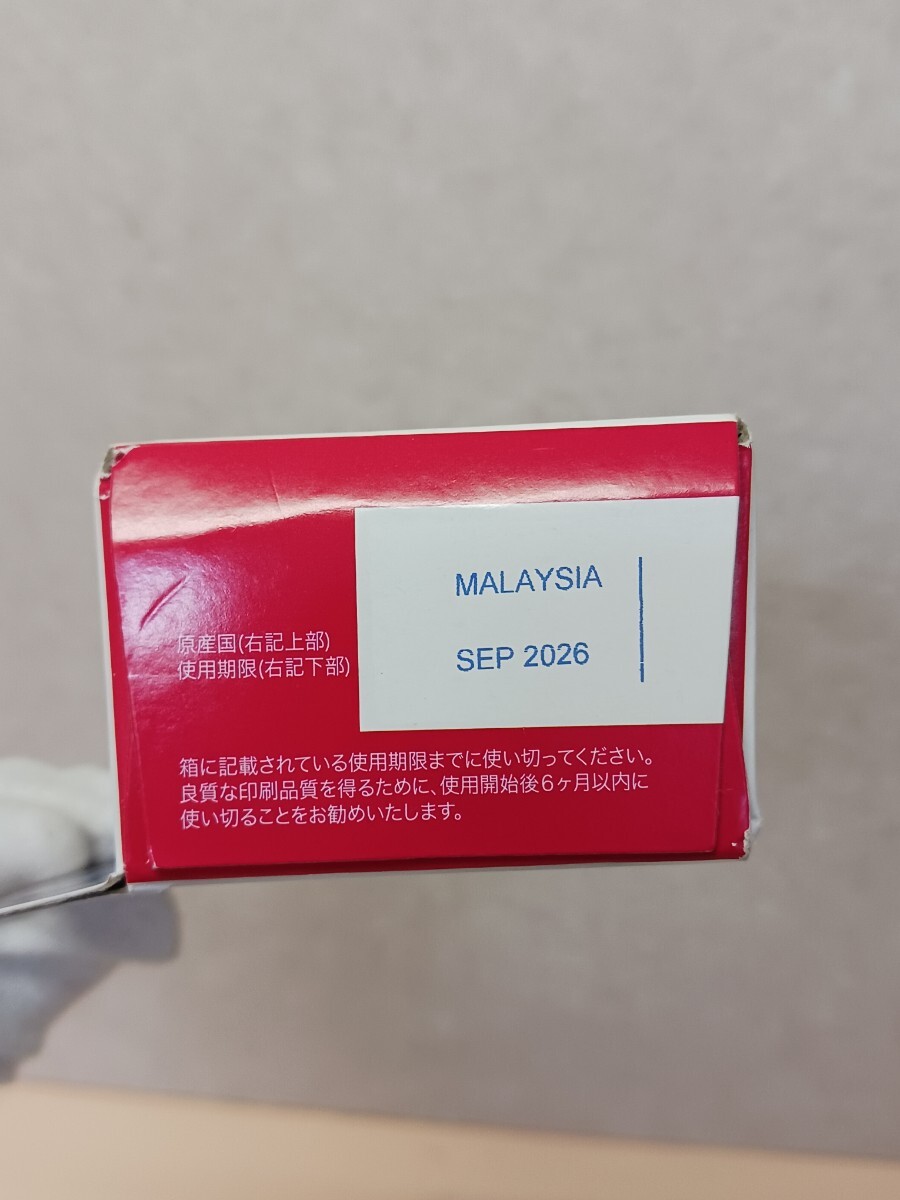 原産国(右記上部)
使用期限(右記下部)
MALAYSIA
SEP 2026
箱に記載されている使用期限までに使い切ってください。
良質な印刷品質を得るために、使用開始後6ヶ月以内に
使い切ることをお勧めいたします。